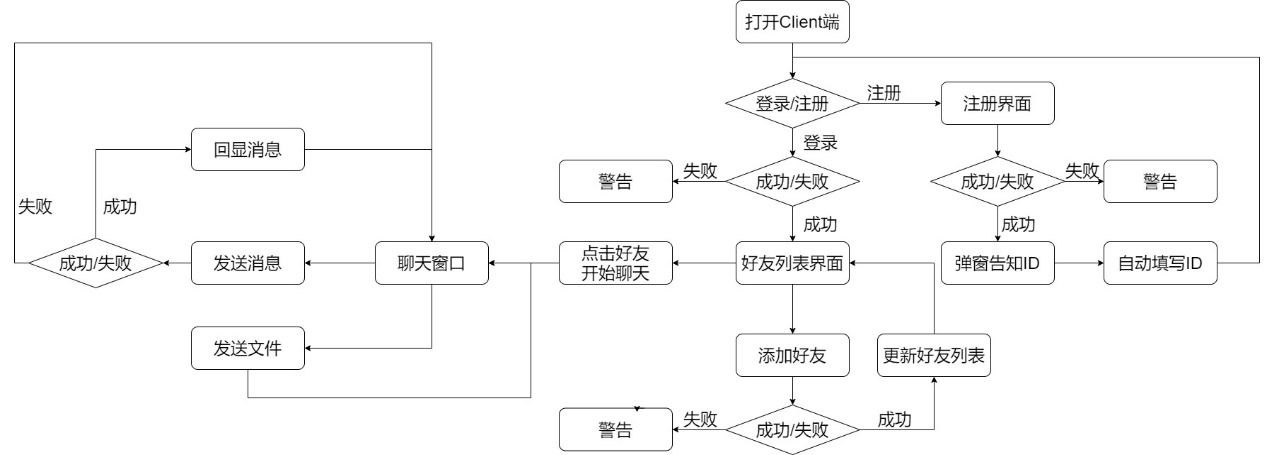 打开Client端
登录/注册
注册
注册界面
登录
回显消息
失败
警告
成功/失败
成功/失败
失败
警告
失败
成功
成功
成功
成功/失败
发送消息
聊天窗口
点击好友
开始聊天
好友列表界面
弹窗告知ID
自动填写ID
发送文件
添加好友
更新好友列表
警告
失败
成功/失败
成功